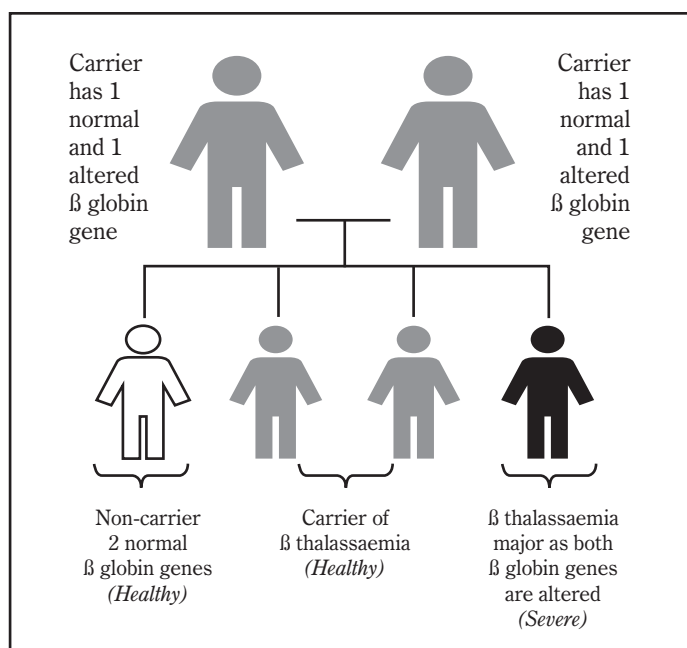 Carrier
has 1
normal
and 1
altered
ß globin
gene
Carrier
has 1
normal
and 1
altered
ß globin
gene
Non-carrier
2 normal
ß globin genes
(Healthy)
Carrier of
ß thalassaemia
(Healthy)
ß thalassaemia
major as both
ß globin genes
are altered
(Severe)